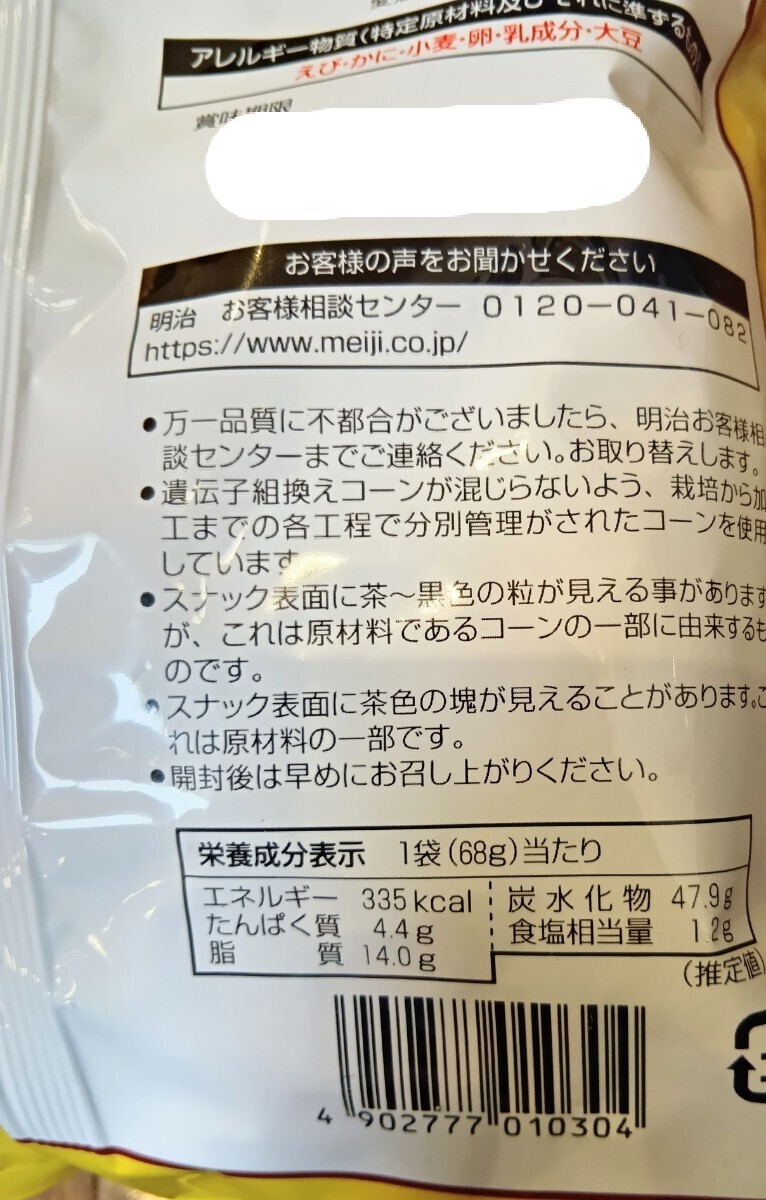 アレルギー物質(特定原材料及びそれに準ずるもの)
えび・かに・小麦・卵・乳成分・大豆
賞味期限
お客様の声をお聞かせください
明治 お客様相談センター 0120-041-082
https://www.meiji.co.jp/
●万一品質に不都合がございましたら、明治お客様相
談センターまでご連絡ください。お取り替えします。
●遺伝子組換えコーンが混じらないよう、栽培から加
工までの各工程で分別管理がされたコーンを使用
しています。
●スナック表面に茶〜黒色の粒が見える事があります
が、これは原材料であるコーンの一部に由来するも
のです。
●スナック表面に茶色の塊が見えることがあります。こ
れは原材料の一部です。
●開封後は早めにお召し上がりください。
栄養成分表示 1袋(68g)当たり
エネルギー 335kcal 炭水化物 47.9g
たんぱく質 4.4g 食塩相当量 1.2g
脂質 14.0g
(推定値)
4 902777 010304